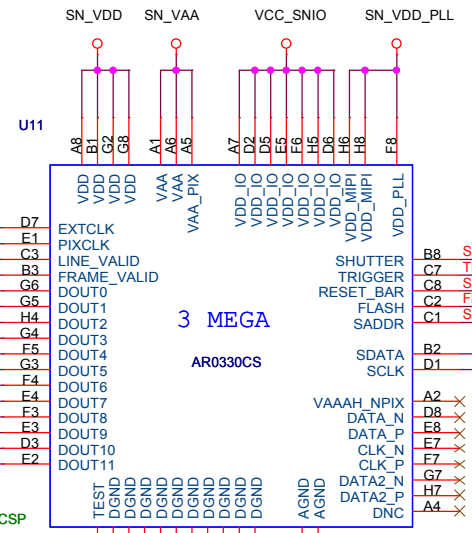 SN_VDD SN_VAA VCC_SNIO SN_VDD_PLL
U11
A8 B1 G2 G8 A1 A6 A5 A7 D2 D5 E5 F6 H5 D6 H6 H8 F8
VDD VDD VDD VDD VAA VAA VAA_PIX VDD_IO VDD_IO VDD_IO VDD_IO VDD_IO VDD_IO VDD_IO VDD_MIPI VDD_MIPI VDD_PLL
D7 EXTCLK
E1 PIXCLK
C3 LINE_VALID
B3 FRAME_VALID
G6 DOUT0
G5 DOUT1
H4 DOUT2
G4 DOUT3
F5 DOUT4
G3 DOUT5
F4 DOUT6
E4 DOUT7
F3 DOUT8
E3 DOUT9
D3 DOUT10
E2 DOUT11
3 MEGA
AR0330CS
SHUTTER B8 S
TRIGGER C7 T
RESET_BAR C8 S
FLASH C2 F
SADDR C1 S
SDATA B2
SCLK D1
VAAAH_NPIX A2
DATA_N D8
DATA_P E8
CLK_N E7
CLK_P F7
DATA2_N G7
DATA2_P H7
DNC A4
TEST DGND DGND DGND DGND DGND DGND DGND DGND DGND DGND AGND AGND
CSP